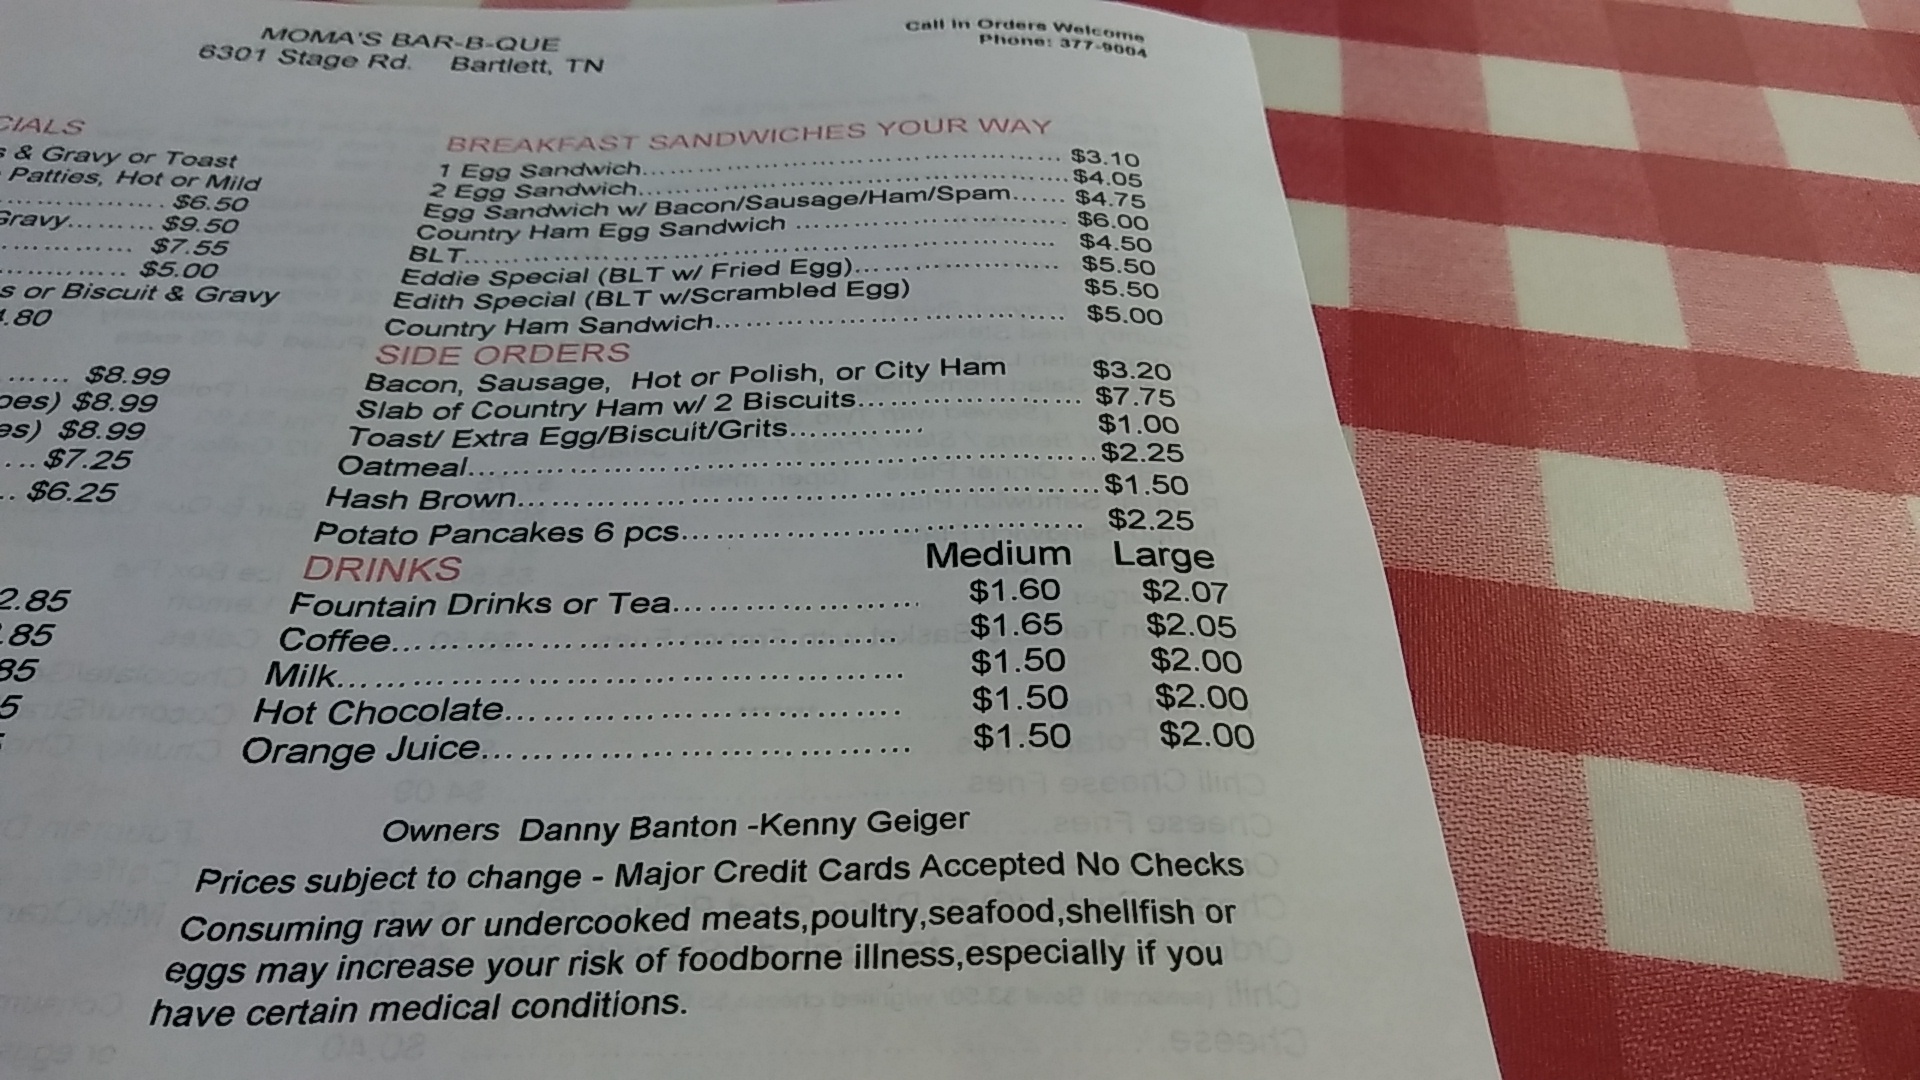 MOMA'S BAR-B-QUE
6301 Stage Rd. Bartlett, TN
Call In Orders Welcome
Phone: 377-9004
& Gravy or Toast
Patties, Hot or Mild
$6.50
Gravy......... $9.50
............ $7.55
............ $5.00
or Biscuit & Gravy
...... $8.99
$8.99
$8.99
... $7.25
.. $6.25
BREAKFAST SANDWICHES YOUR WAY
1 Egg Sandwich.................................................. $3.10
2 Egg Sandwich..................................................$4.05
Egg Sandwich w/ Bacon/Sausage/Ham/Spam...... $4.75
Country Ham Egg Sandwich .............................. $6.00
BLT.................................................................. $4.50
Eddie Special (BLT w/ Fried Egg)........................ $5.50
Edith Special (BLT w/Scrambled Egg) $5.50
Country Ham Sandwich...................................... $5.00
SIDE ORDERS
Bacon, Sausage, Hot or Polish, or City Ham $3.20
Slab of Country Ham w/ 2 Biscuits...................... $7.75
Toast/ Extra Egg/Biscuit/Grits............. $1.00
Oatmeal............................................................$2.25
Hash Brown.......................................................$1.50
Potato Pancakes 6 pcs...................................... $2.25
DRINKS Medium Large
Fountain Drinks or Tea....................... $1.60 $2.07
Coffee................................................ $1.65 $2.05
Milk.................................................... $1.50 $2.00
Hot Chocolate..................................... $1.50 $2.00
Orange Juice....................................... $1.50 $2.00
Owners Danny Banton -Kenny Geiger
Prices subject to change - Major Credit Cards Accepted No Checks
Consuming raw or undercooked meats,poultry,seafood,shellfish or
eggs may increase your risk of foodborne illness,especially if you
have certain medical conditions.